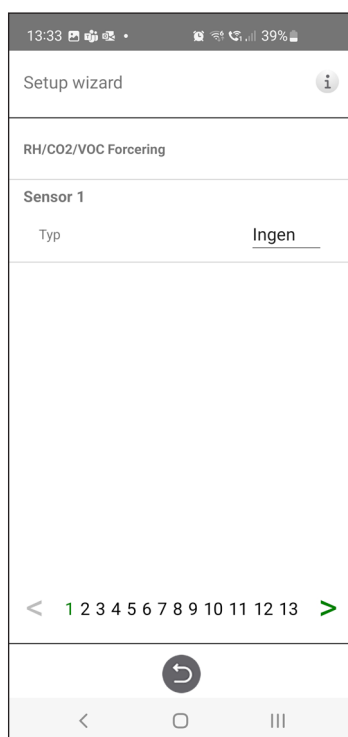 13:33 39%
Setup wizard i
RH/CO2/VOC Forcering
Sensor 1
Typ Ingen
< 1 2 3 4 5 6 7 8 9 10 11 12 13 >